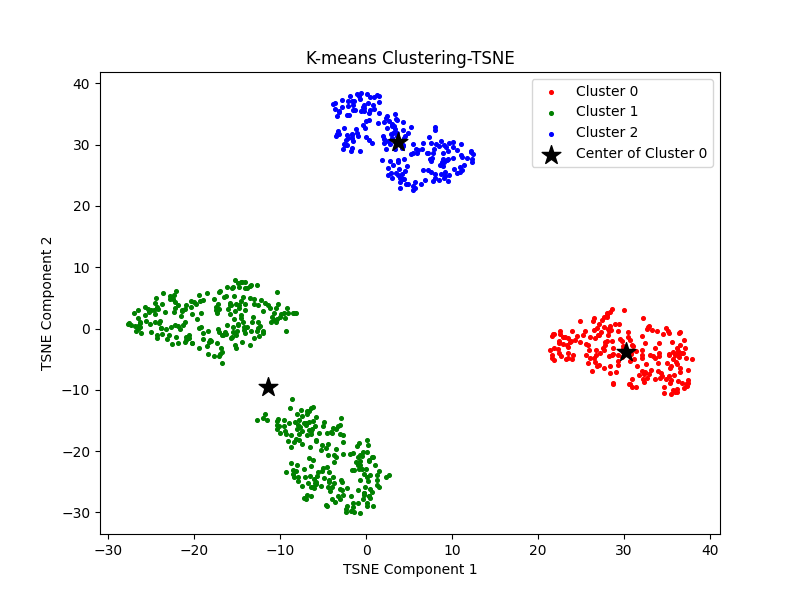 K-means Clustering-TSNE
Cluster 0
Cluster 1
Cluster 2
Center of Cluster 0
TSNE Component 2
40
30
20
10
0
−10
−20
−30
−30
−20
−10
0
10
20
30
40
TSNE Component 1